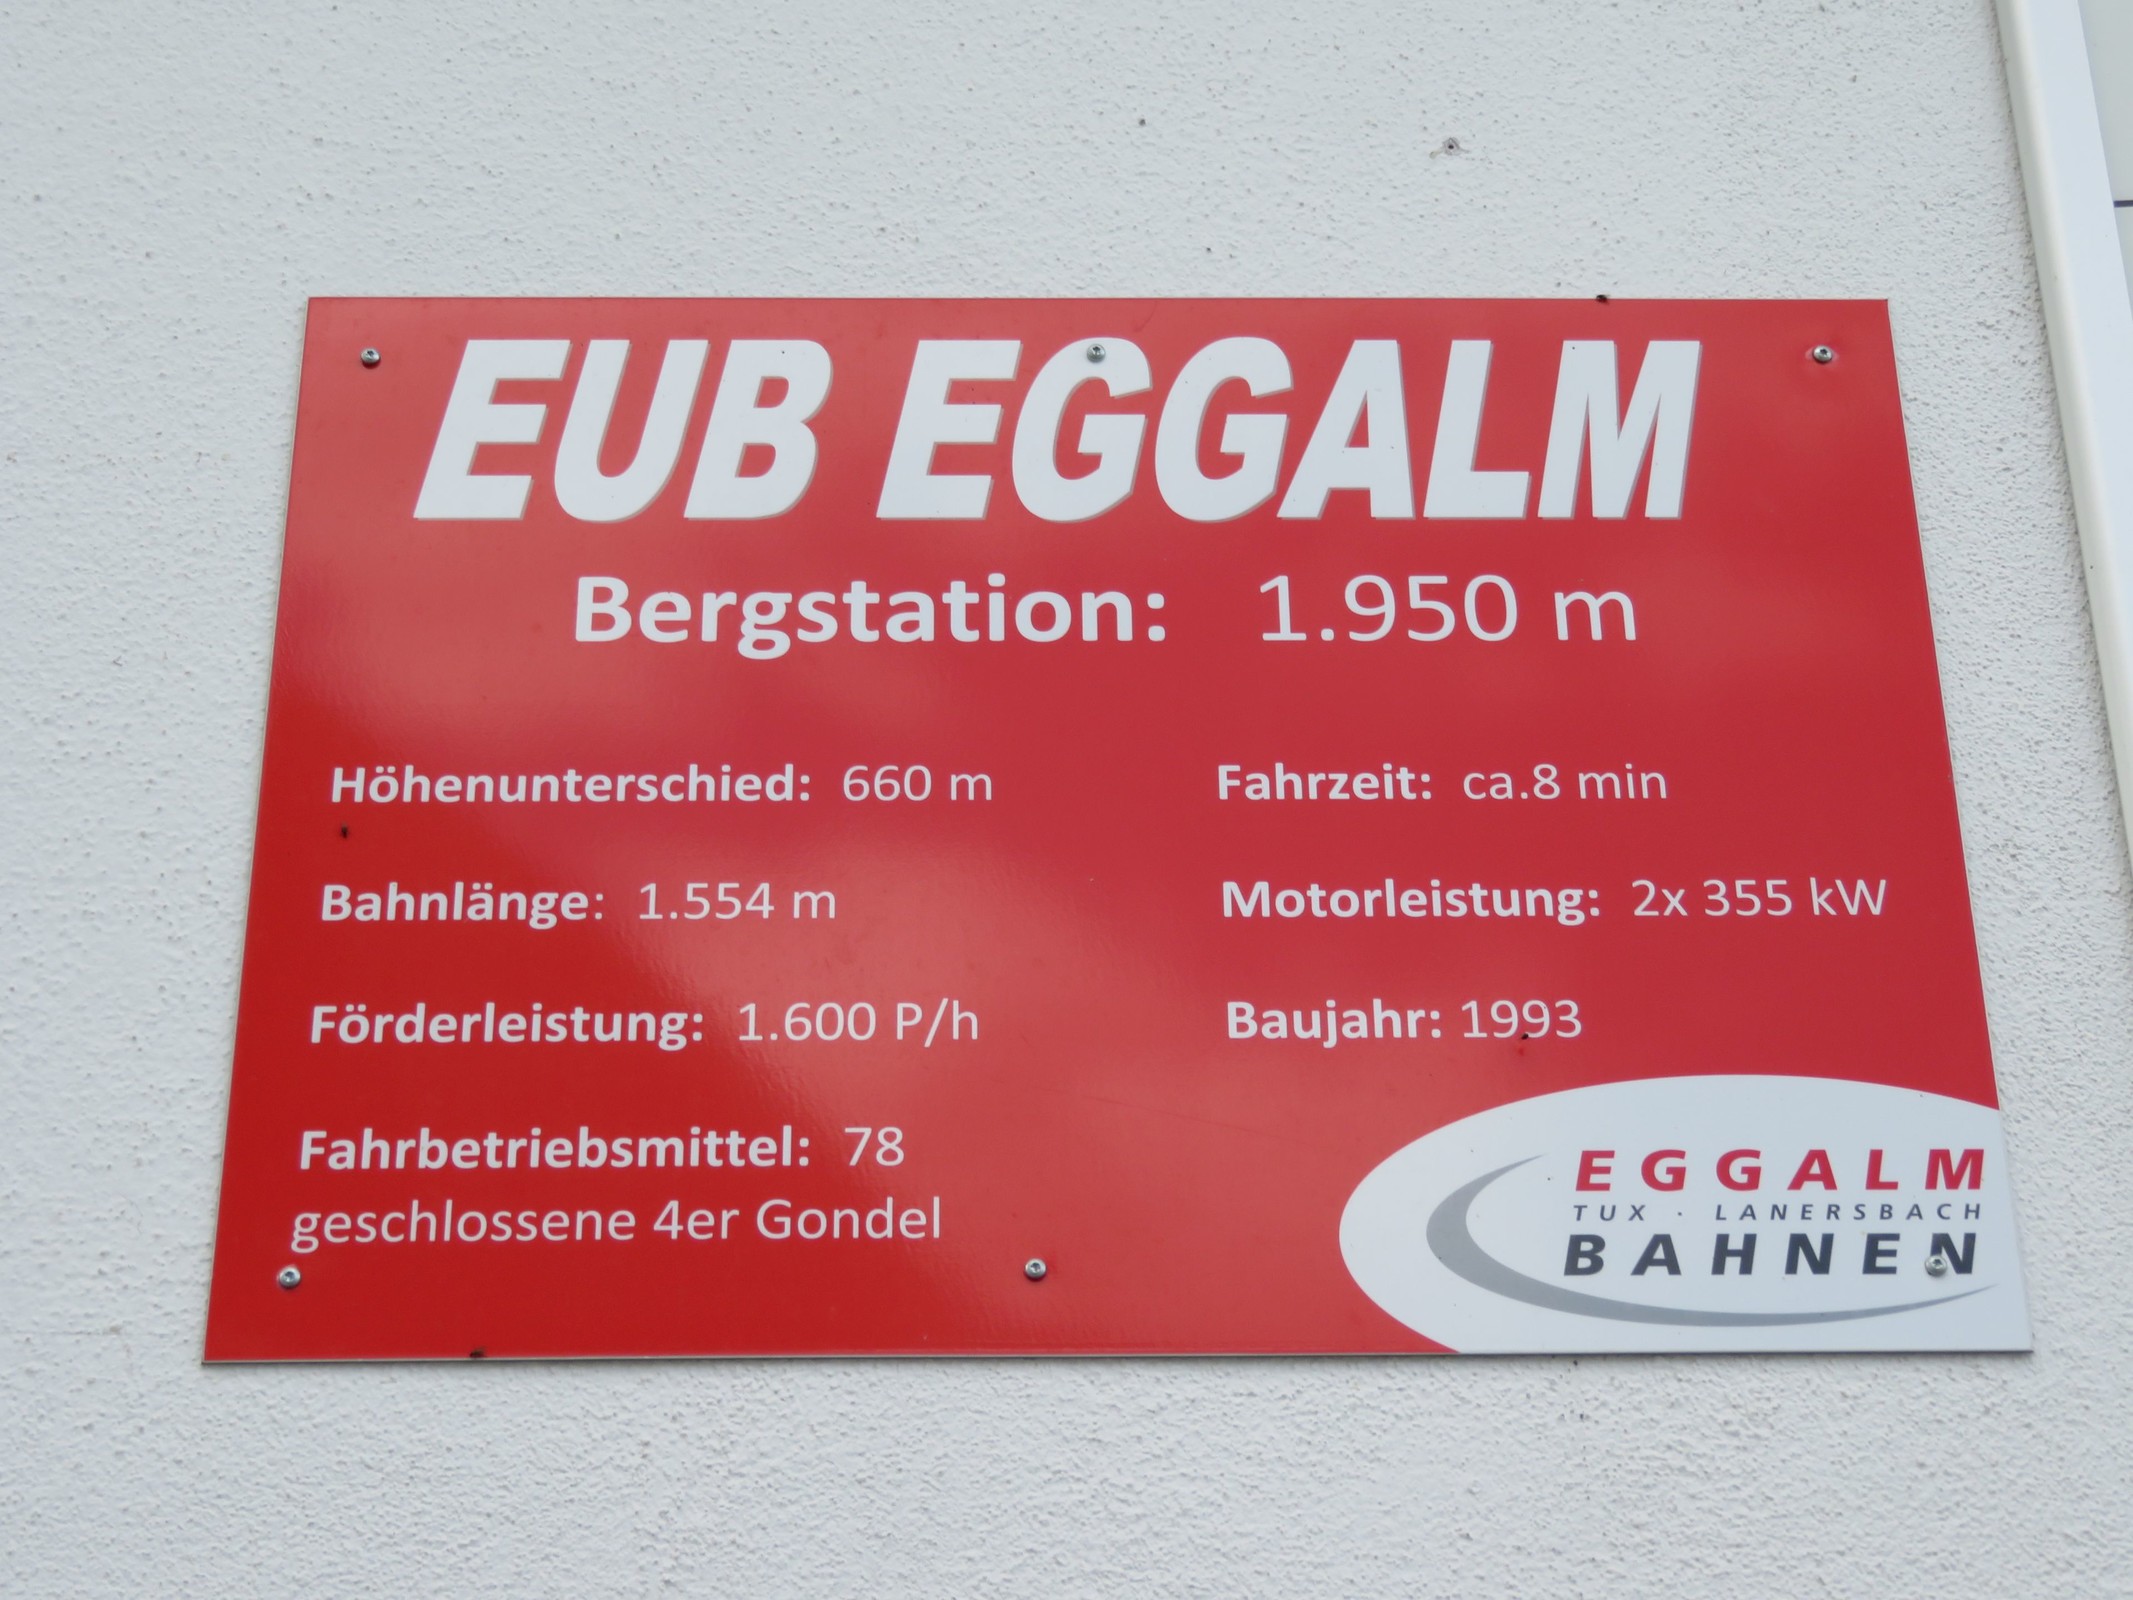 EUB EGGALM
Bergstation: 1.950 m
Höhenunterschied: 660 m
Fahrzeit: ca.8 min
Bahnlänge: 1.554 m
Motorleistung: 2x 355 kW
Förderleistung: 1.600 P/h
Baujahr: 1993
Fahrbetriebsmittel: 78
geschlossene 4er Gondel
EGGALM
TUX · LANERSBACH
BAHNEN